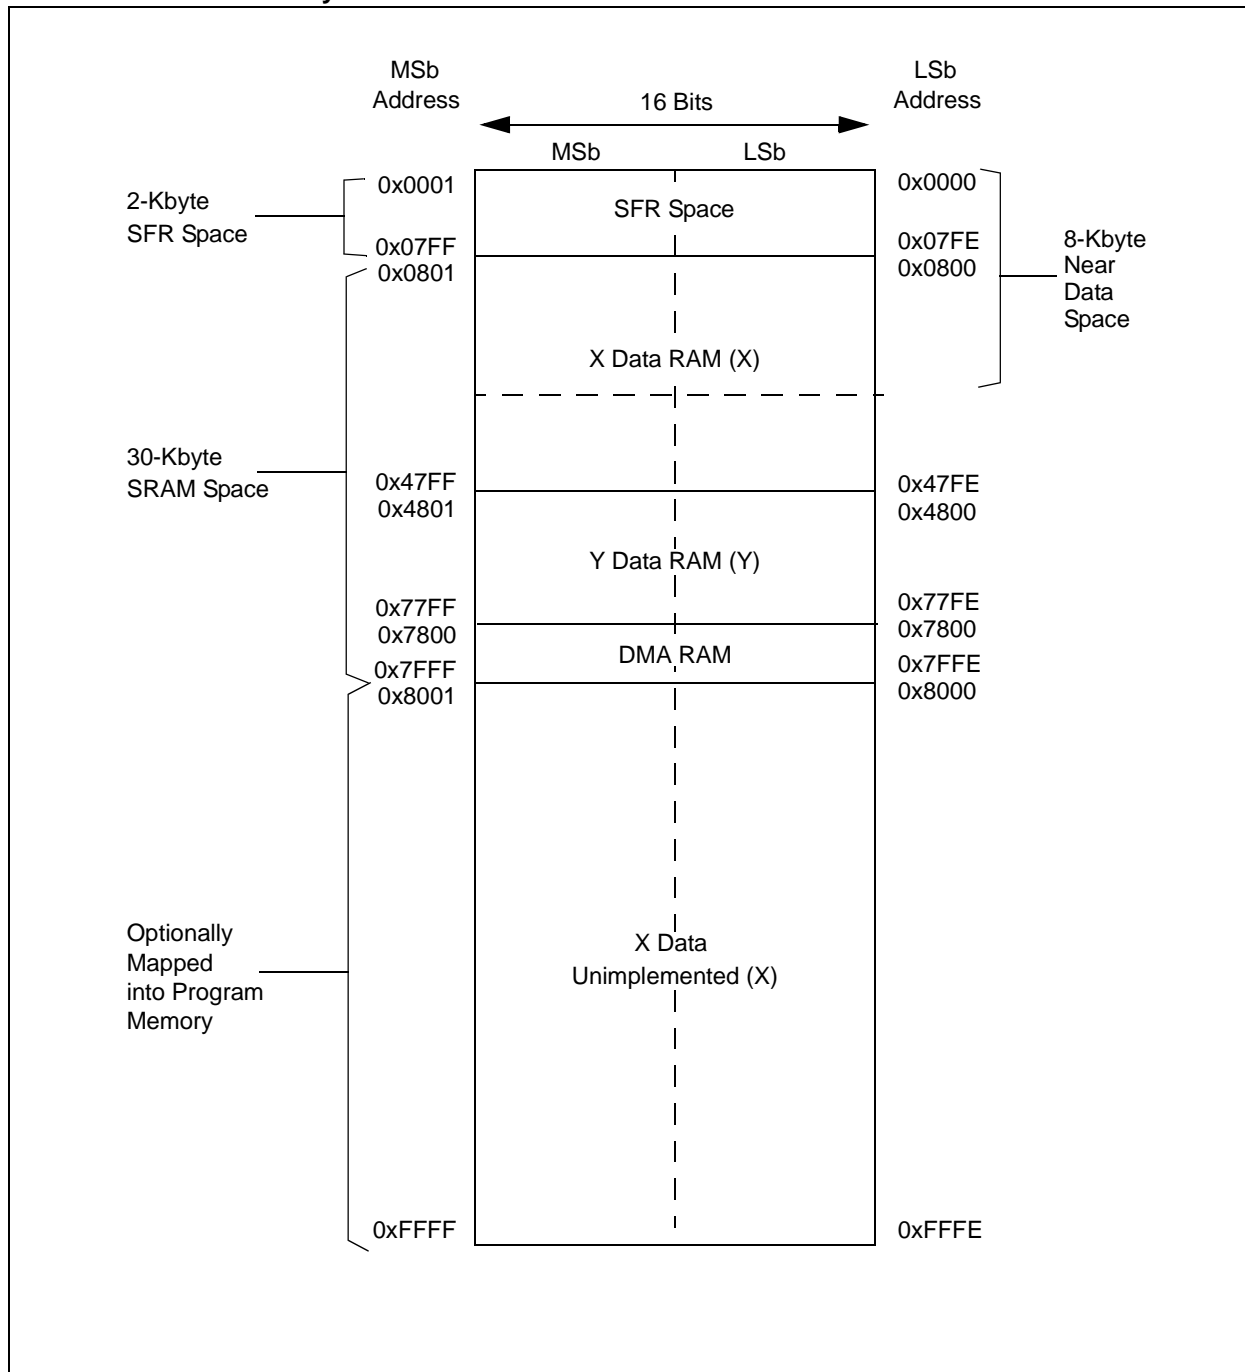 MSb
Address
LSb
Address
16 Bits
MSb
LSb
2-Kbyte
SFR Space
0x0001
SFR Space
0x0000
0x07FF
0x07FE
0x0801
0x0800
8-Kbyte
Near
Data
Space
X Data RAM (X)
30-Kbyte
SRAM Space
0x47FF
0x47FE
0x4801
0x4800
Y Data RAM (Y)
0x77FF
0x77FE
0x7800
0x7800
DMA RAM
0x7FFF
0x7FFE
0x8001
0x8000
Optionally
Mapped
into Program
Memory
X Data
Unimplemented (X)
0xFFFF
0xFFFE